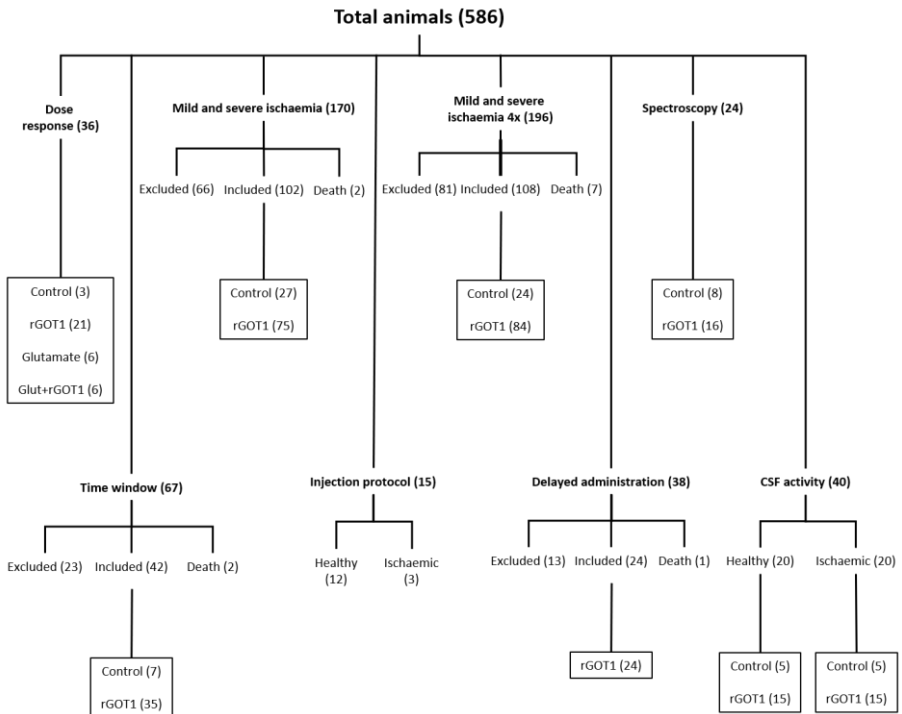 Total animals (586)
Dose
response (36)
Control (3)
rGOT1 (21)
Glutamate (6)
Glut+rGOT1 (6)
Mild and severe ischaemia (170)
Excluded (66) Included (102) Death (2)
Control (27)
rGOT1 (75)
Mild and severe
ischaemia 4x (196)
Excluded (81) Included (108) Death (7)
Control (24)
rGOT1 (84)
Spectroscopy (24)
Control (8)
rGOT1 (16)
Time window (67)
Excluded (23) Included (42) Death (2)
Control (7)
rGOT1 (35)
Injection protocol (15)
Healthy
(12)
Ischaemic
(3)
Delayed administration (38)
Excluded (13) Included (24) Death (1)
rGOT1 (24)
CSF activity (40)
Healthy (20) Ischaemic (20)
Control (5)
rGOT1 (15)
Control (5)
rGOT1 (15)